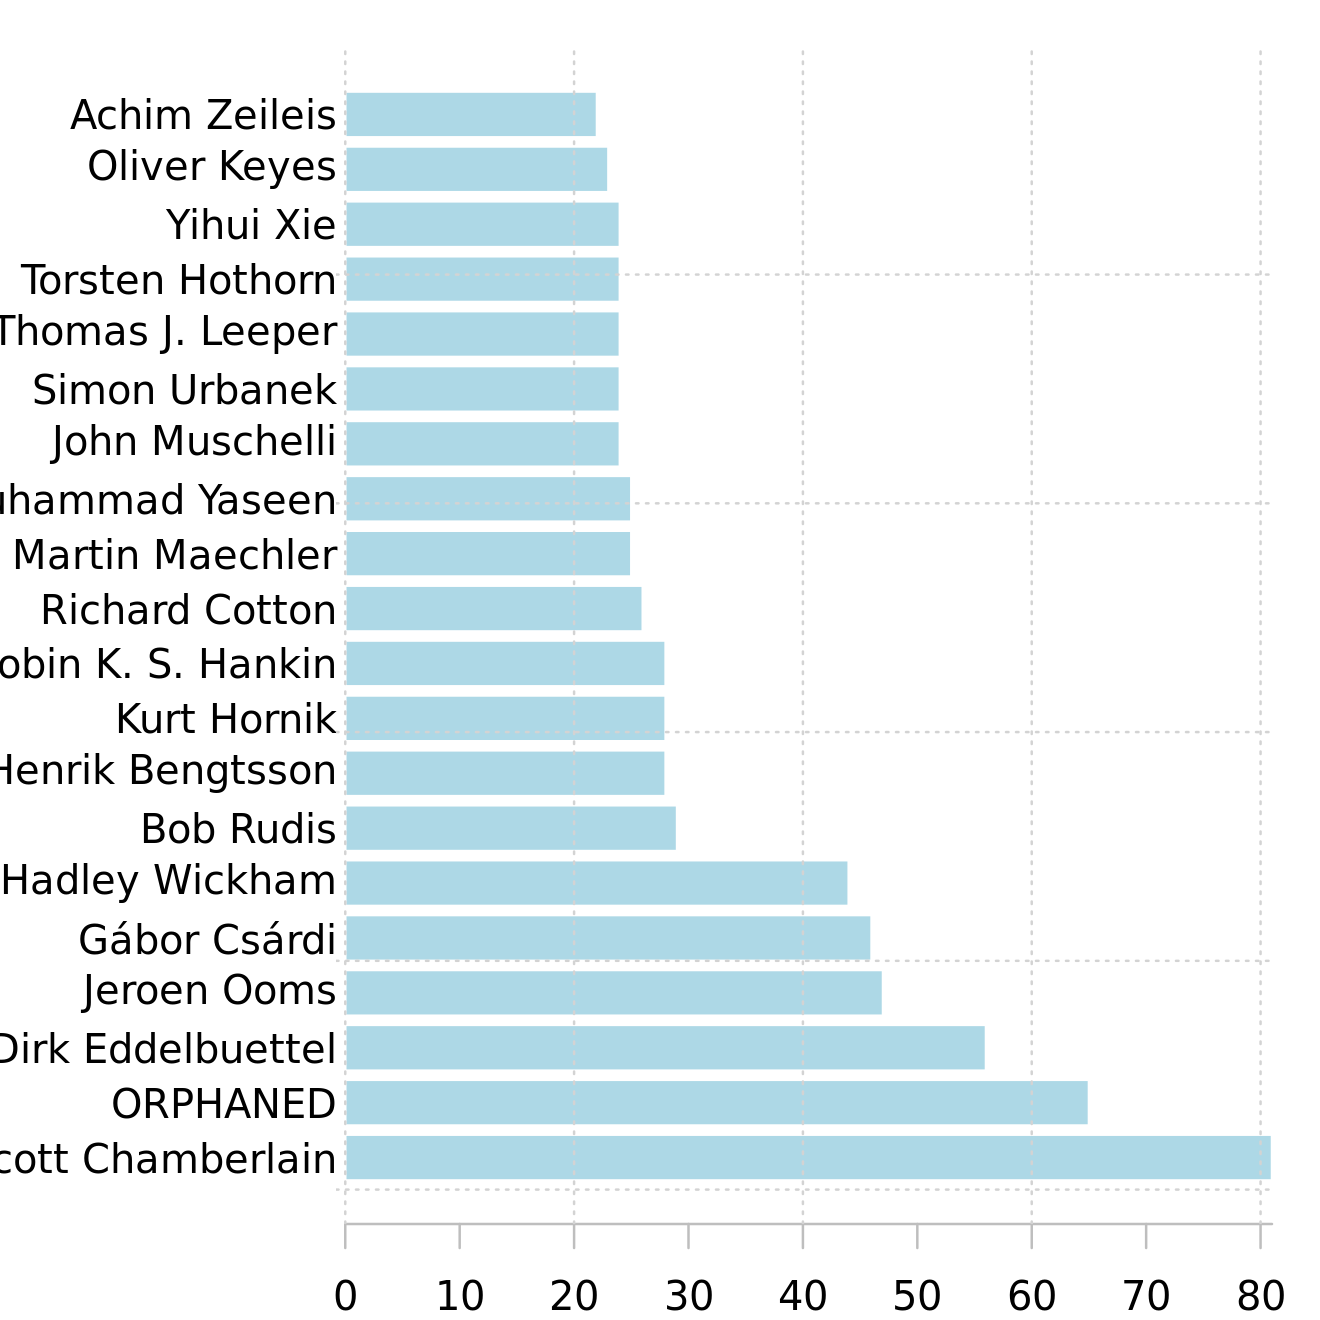 Achim Zeileis
Oliver Keyes
Yihui Xie
Torsten Hothorn
Thomas J. Leeper
Simon Urbanek
John Muschelli
uhammad Yaseen
Martin Maechler
Richard Cotton
obin K. S. Hankin
Kurt Hornik
Henrik Bengtsson
Bob Rudis
Hadley Wickham
Gábor Csárdi
Jeroen Ooms
Dirk Eddelbuettel
ORPHANED
cott Chamberlain
0 10 20 30 40 50 60 70 80